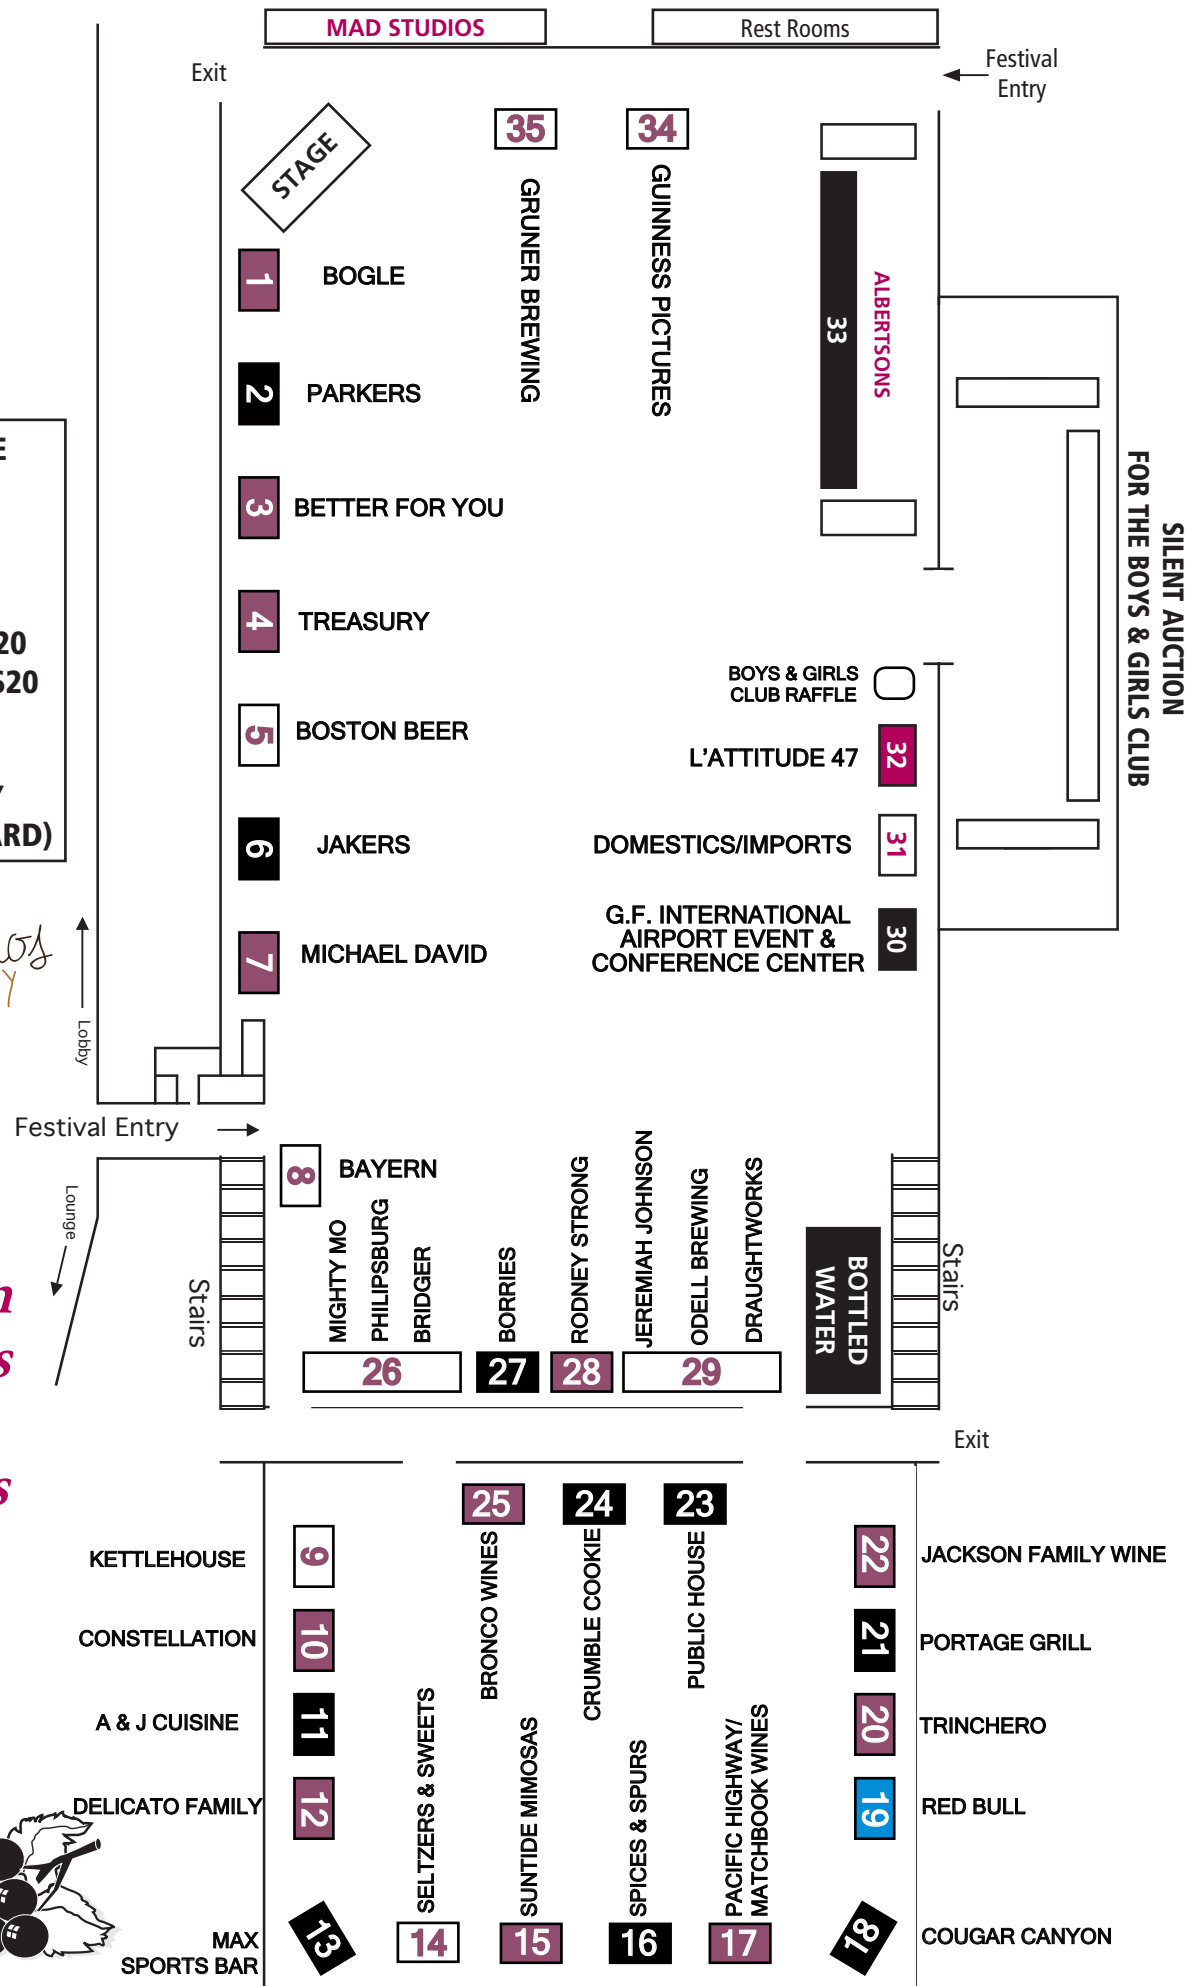 MAD STUDIOS
Rest Rooms
Exit
Festival
Entry
STAGE
35
34
GRUNER BREWING
GUINNESS PICTURES
33
ALBERTSONS
1
BOGLE
2
PARKERS
3
BETTER FOR YOU
4
TREASURY
5
BOSTON BEER
6
JAKERS
7
MICHAEL DAVID
SILENT AUCTION
FOR THE BOYS & GIRLS CLUB
BOYS & GIRLS
CLUB RAFFLE
L'ATTITUDE 47
32
DOMESTICS/IMPORTS
31
G.F. INTERNATIONAL
AIRPORT EVENT &
CONFERENCE CENTER
30
E
20
$20
Y
ARD)
Lobby
Festival Entry
Lounge
Stairs
8
BAYERN
MIGHTY MO
PHILIPSBURG
BRIDGER
BORRIES
RODNEY STRONG
JEREMIAH JOHNSON
ODELL BREWING
DRAUGHTWORKS
26
27
28
29
BOTTLED
WATER
Stairs
Exit
n
s
s
25
24
23
BRONCO WINES
CRUMBLE COOKIE
PUBLIC HOUSE
KETTLEHOUSE
9
CONSTELLATION
10
A & J CUISINE
11
DELICATO FAMILY
12
MAX
SPORTS BAR
13
SELTZERS & SWEETS
SUNTIDE MIMOSAS
SPICES & SPURS
PACIFIC HIGHWAY/
MATCHBOOK WINES
14
15
16
17
22
JACKSON FAMILY WINE
21
PORTAGE GRILL
20
TRINCHERO
19
RED BULL
18
COUGAR CANYON